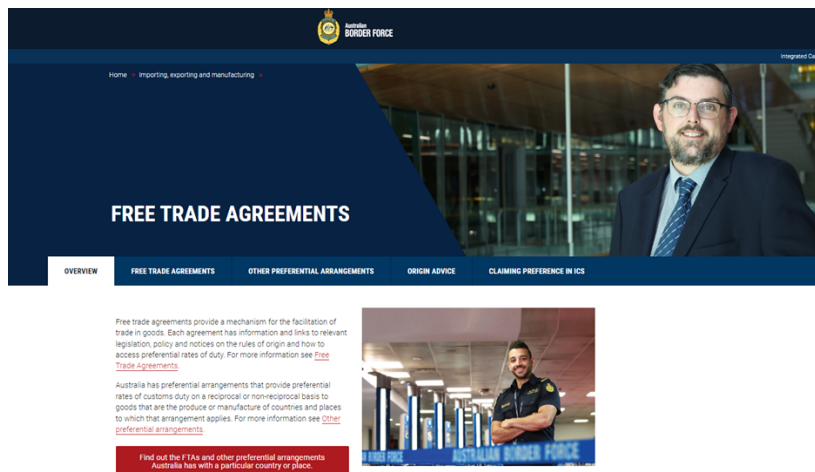 Australian
BORDER FORCE
Integrated Ca
Home Importing, exporting and manufacturing
FREE TRADE AGREEMENTS
OVERVIEW FREE TRADE AGREEMENTS OTHER PREFERENTIAL ARRANGEMENTS ORIGIN ADVICE CLAIMING PREFERENCE IN ICS
Free trade agreements provide a mechanism for the facilitation of
trade in goods. Each agreement has information and links to relevant
legislation, policy and notices on the rules of origin and how to
access preferential rates of duty. For more information see Free
Trade Agreements.
Australia has preferential arrangements that provide preferential
rates of customs duty on a reciprocal or non-reciprocal basis to
goods that are the produce or manufacture of countries and places
to which that arrangement applies. For more information see Other
preferential arrangements.
Find out the FTAs and other preferential arrangements
Australia has with a particular country or place.
BORDER FORCE
AUSTRALIAN BORDER FORCE